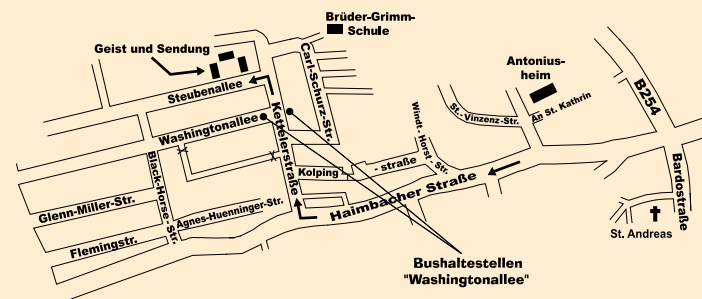 Brüder-Grimm-
Schule
Geist und Sendung
Carl-Schurz-Str.
Antonius-
heim
B254
Steubenallee
An St. Kathrin
St.-Vinzenz-Str.
Windt-Horst-Str.
Washingtonallee
Kettelerstraße
Kolping
-straße
Black-Horse-Str.
Bardostraße
Haimbacher Straße
Glenn-Miller-Str.
Agnes-Huenninger-Str.
Flemingstr.
St. Andreas
Bushaltestellen
"Washingtonallee"